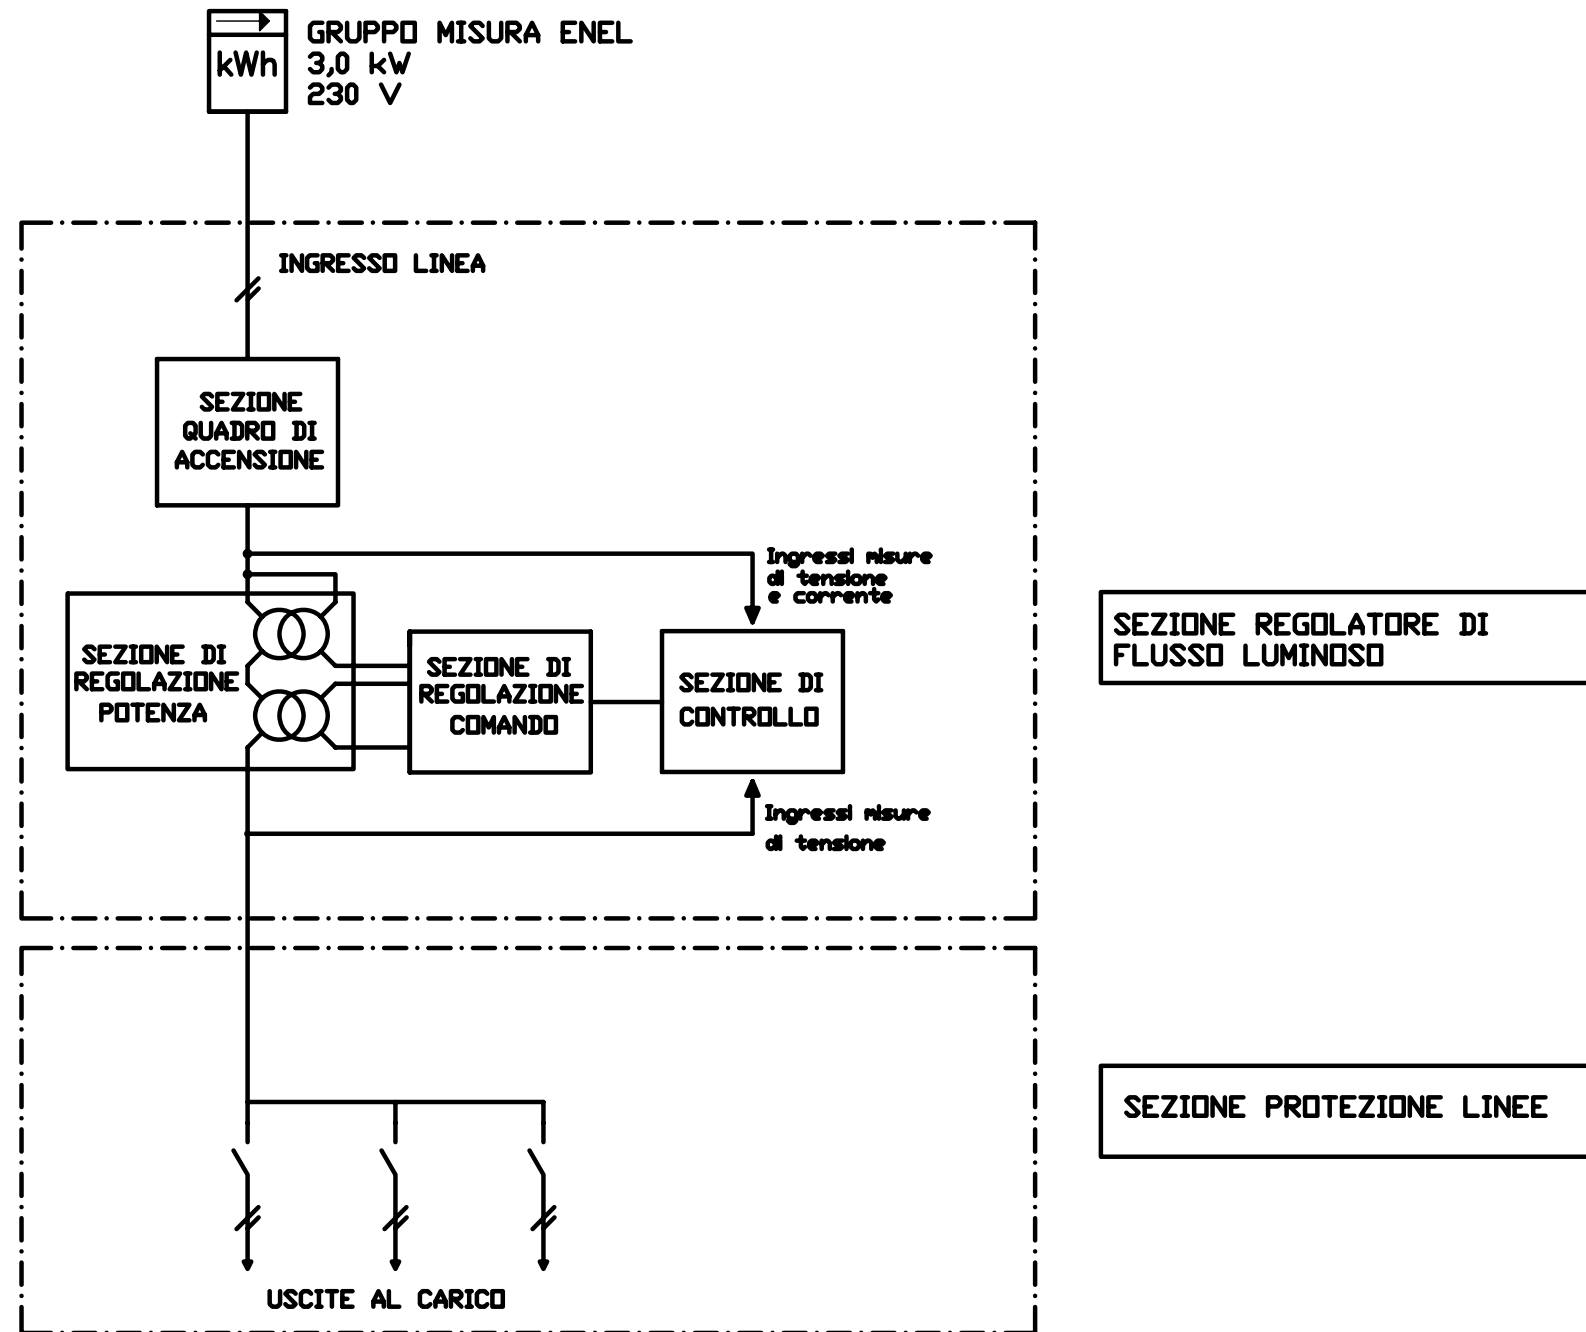 kWh
GRUPPO MISURA ENEL
3,0 kW
230 V
INGRESSO LINEA
SEZIONE
QUADRO DI
ACCENSIONE
Ingressi misure
di tensione
e corrente
SEZIONE DI
REGOLAZIONE
POTENZA
SEZIONE DI
REGOLAZIONE
COMANDO
SEZIONE DI
CONTROLLO
SEZIONE REGOLATORE DI
FLUSSO LUMINOSO
Ingressi misure
di tensione
SEZIONE PROTEZIONE LINEE
USCITE AL CARICO